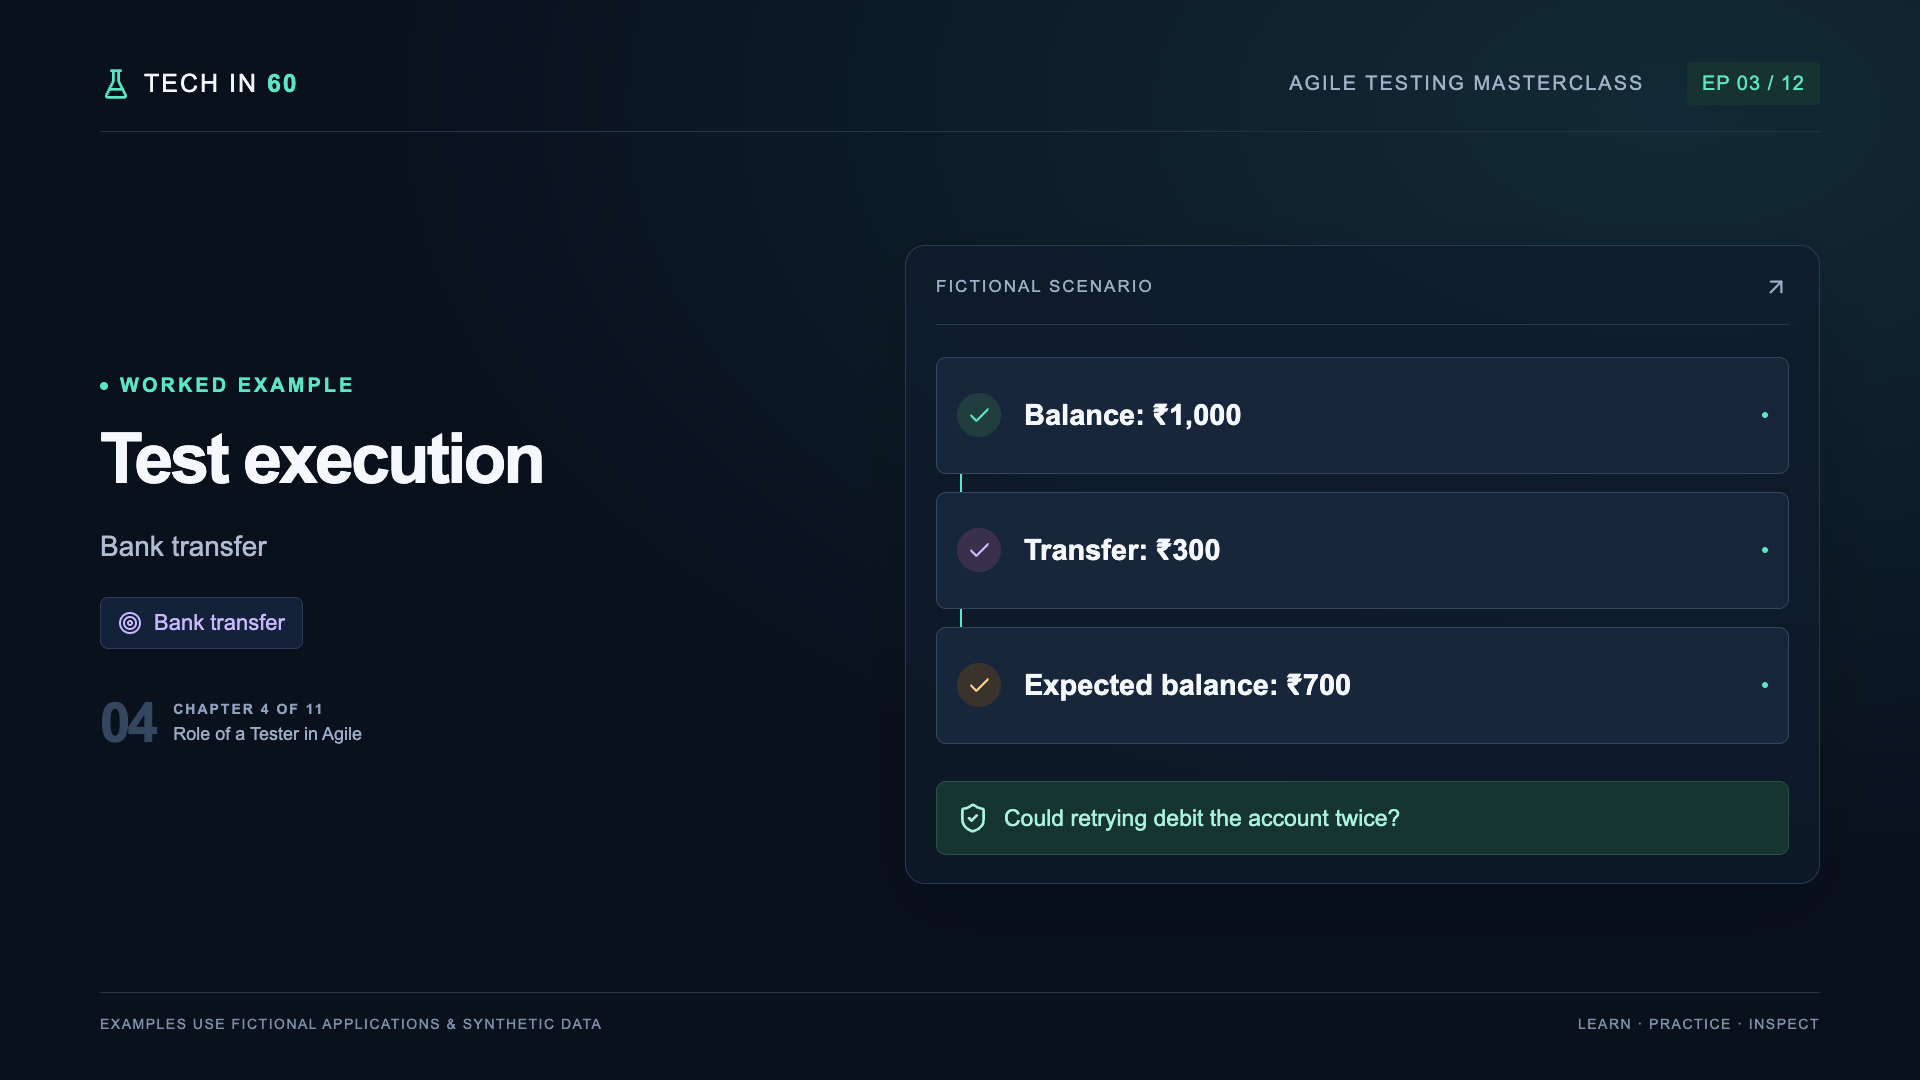 TECH IN 60
AGILE TESTING MASTERCLASS
EP 03 / 12
WORKED EXAMPLE
Test execution
Bank transfer
Bank transfer
04
CHAPTER 4 OF 11
Role of a Tester in Agile
FICTIONAL SCENARIO
Balance: ₹1,000
Transfer: ₹300
Expected balance: ₹700
Could retrying debit the account twice?
EXAMPLES USE FICTIONAL APPLICATIONS & SYNTHETIC DATA
LEARN · PRACTICE · INSPECT